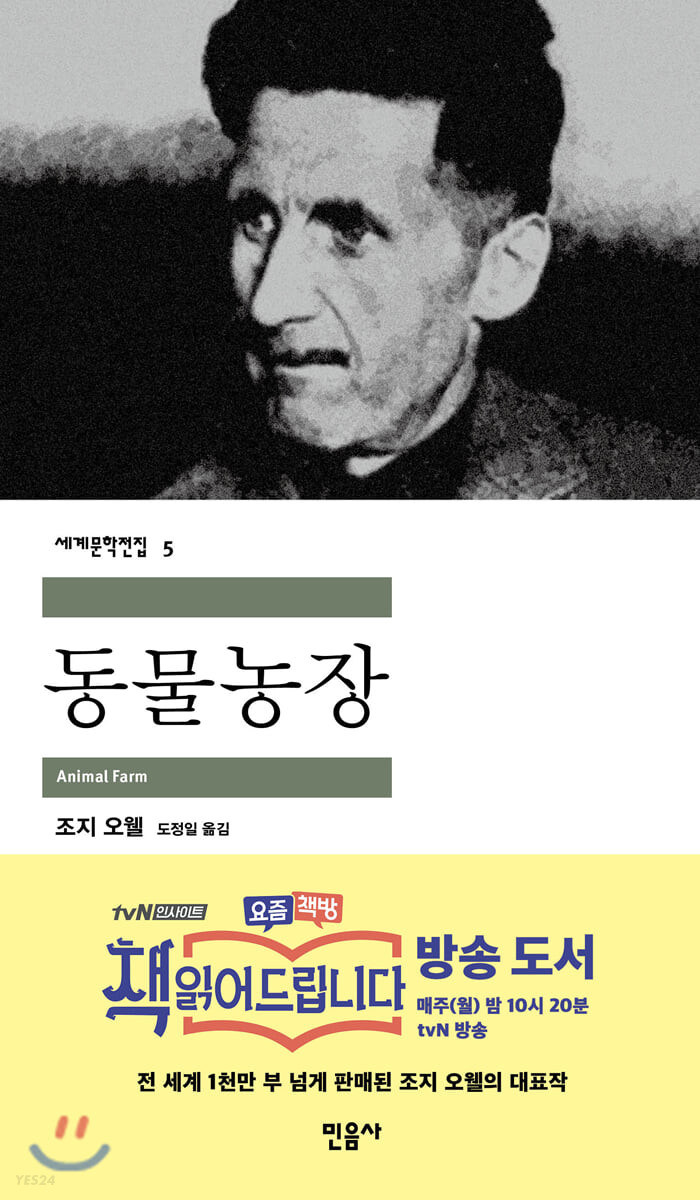 세계문학전집 5
동물농장
Animal Farm
조지 오웰 도정일 옮김
tvN 인사이트
요즘 책방
책 읽어드립니다
방송 도서
매주(월) 밤 10시 20분
tvN 방송
전 세계 1천만 부 넘게 판매된 조지 오웰의 대표작
민음사
YES24